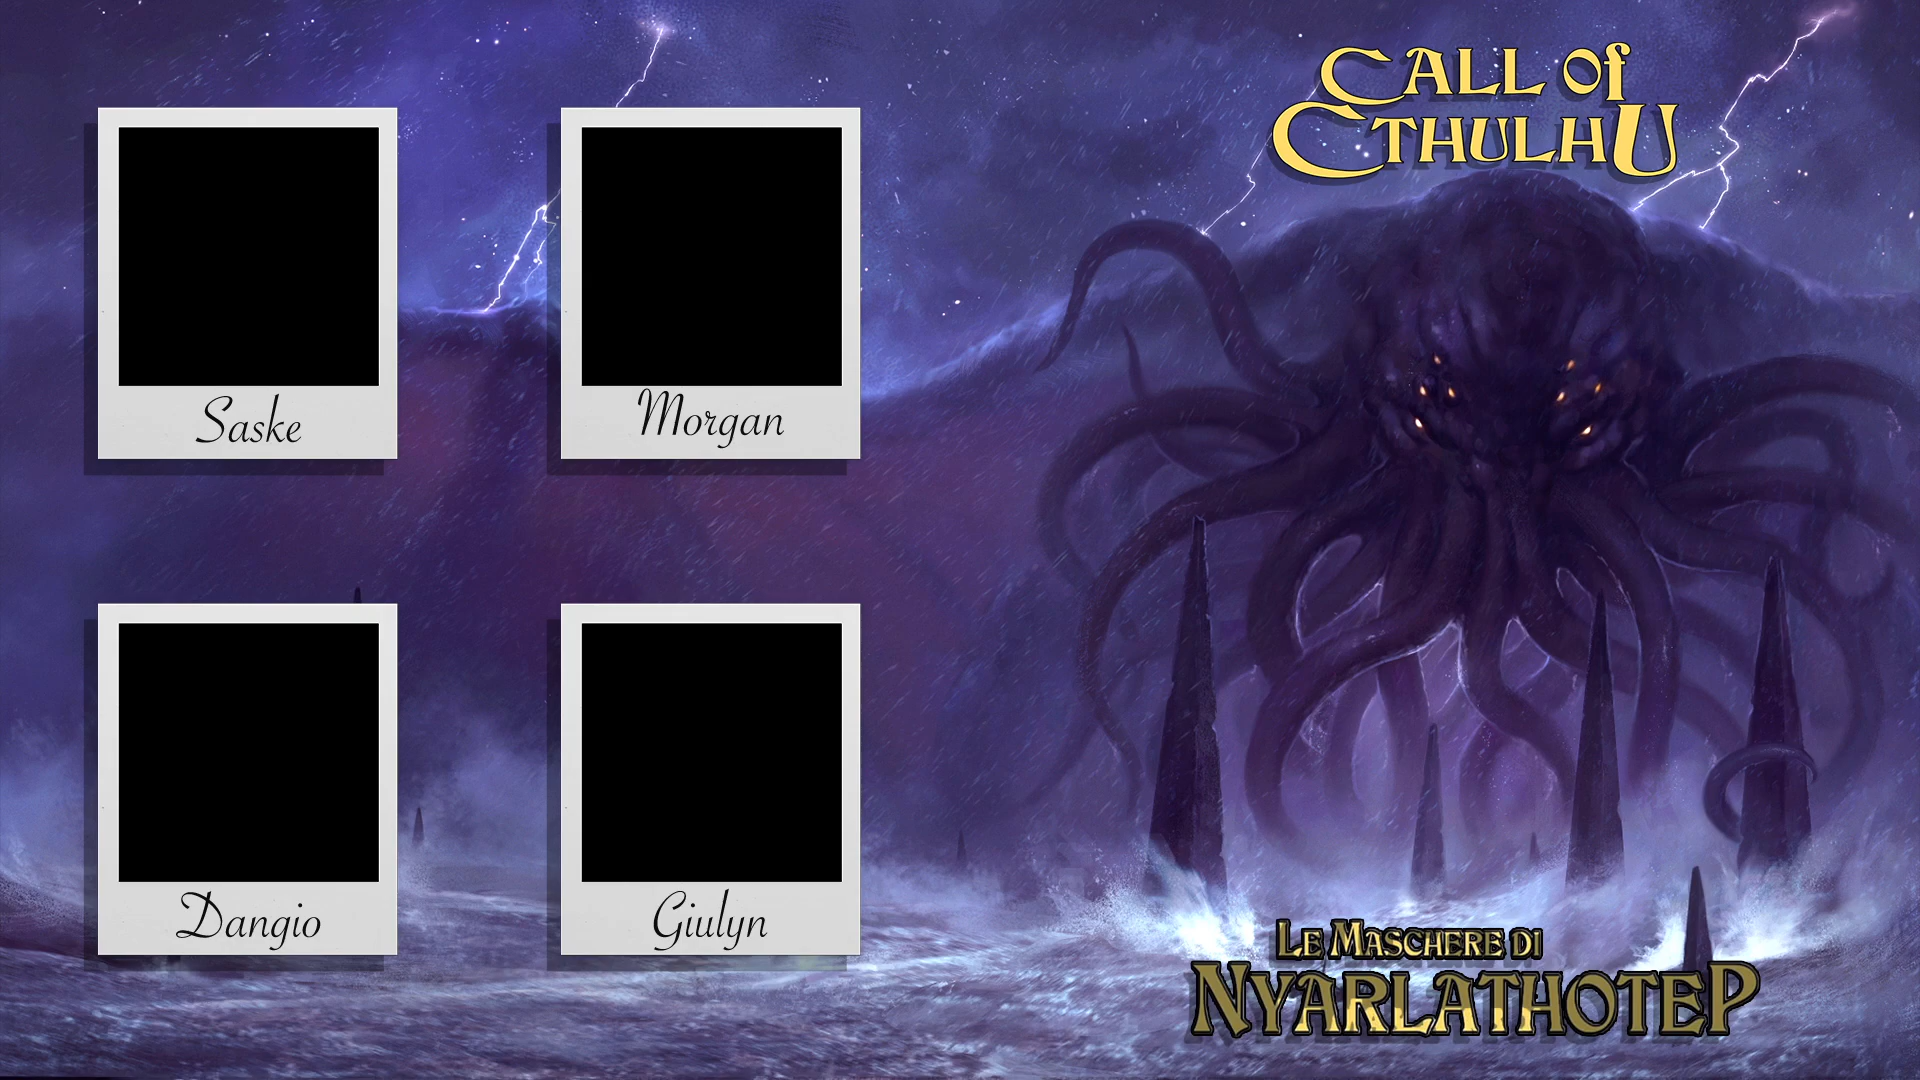 Call of
Cthulhu
Saske
Morgan
Dangio
Giulyn
Le Maschere di
Nyarlathotep